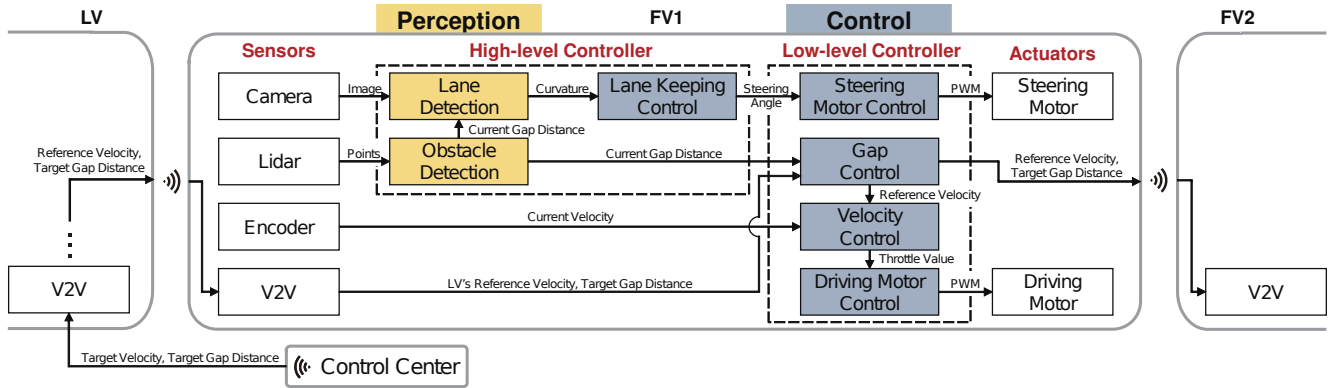 LV
Perception
FV1
Control
FV2
Sensors
High-level Controller
Low-level Controller
Actuators
Camera
Image
Lane
Detection
Curvature
Lane Keeping
Control
Steering
Angle
Steering
Motor Control
PWM
Steering
Motor
Current Gap Distance
Lidar
Points
Obstacle
Detection
Current Gap Distance
Gap
Control
Reference Velocity,
Target Gap Distance
Reference Velocity,
Target Gap Distance
Reference Velocity
Encoder
Current Velocity
Velocity
Control
Throttle Value
V2V
V2V
LV's Reference Velocity, Target Gap Distance
Driving Motor
Control
PWM
Driving
Motor
V2V
Target Velocity, Target Gap Distance
Control Center